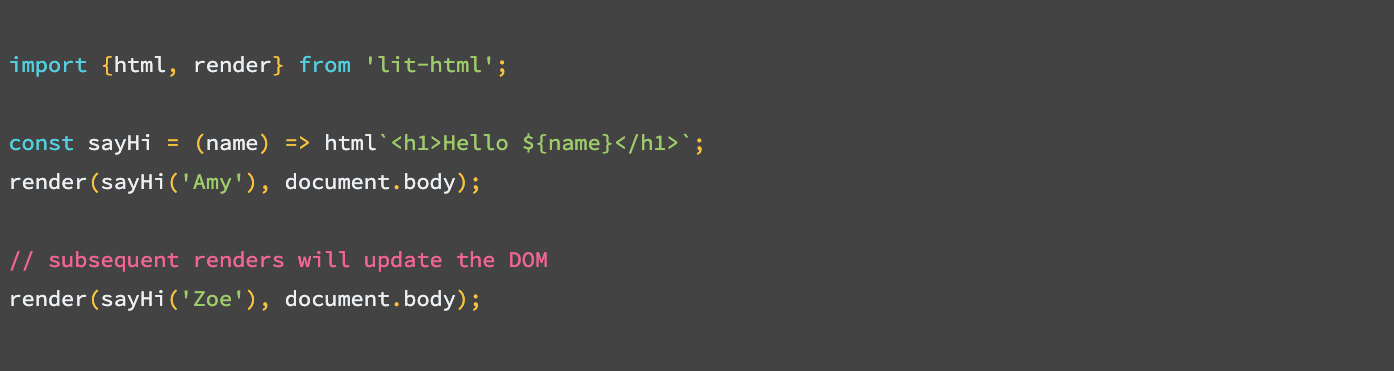 import {html, render} from 'lit-html';
const sayHi = (name) => html`<h1>Hello ${name}</h1>`;
render(sayHi('Amy'), document.body);
// subsequent renders will update the DOM
render(sayHi('Zoe'), document.body);